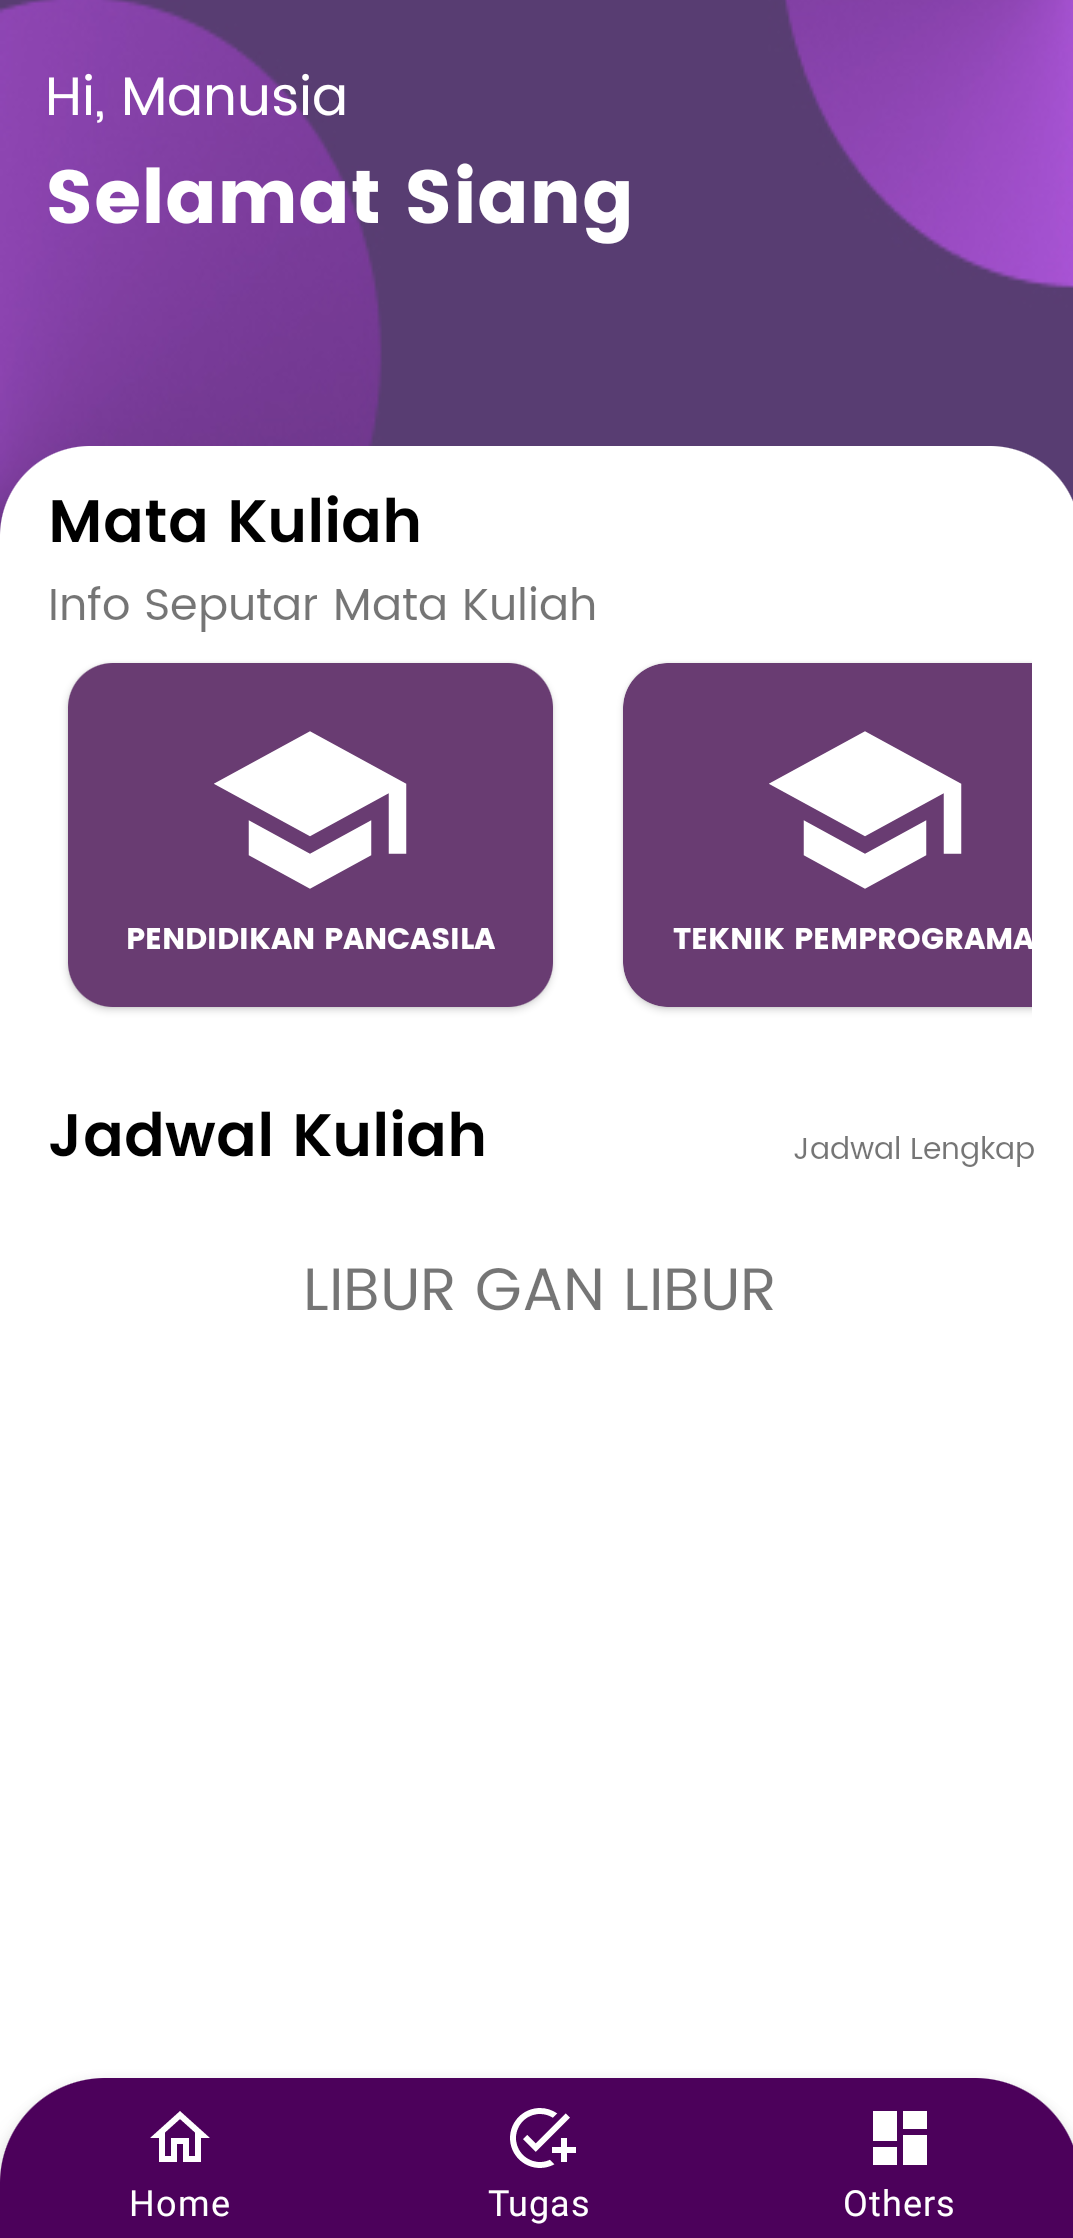 Hi, Manusia
Selamat Siang
Mata Kuliah
Info Seputar Mata Kuliah
PENDIDIKAN PANCASILA
TEKNIK PEMPROGRAMA
Jadwal Kuliah
Jadwal Lengkap
LIBUR GAN LIBUR
Home
Tugas
Others